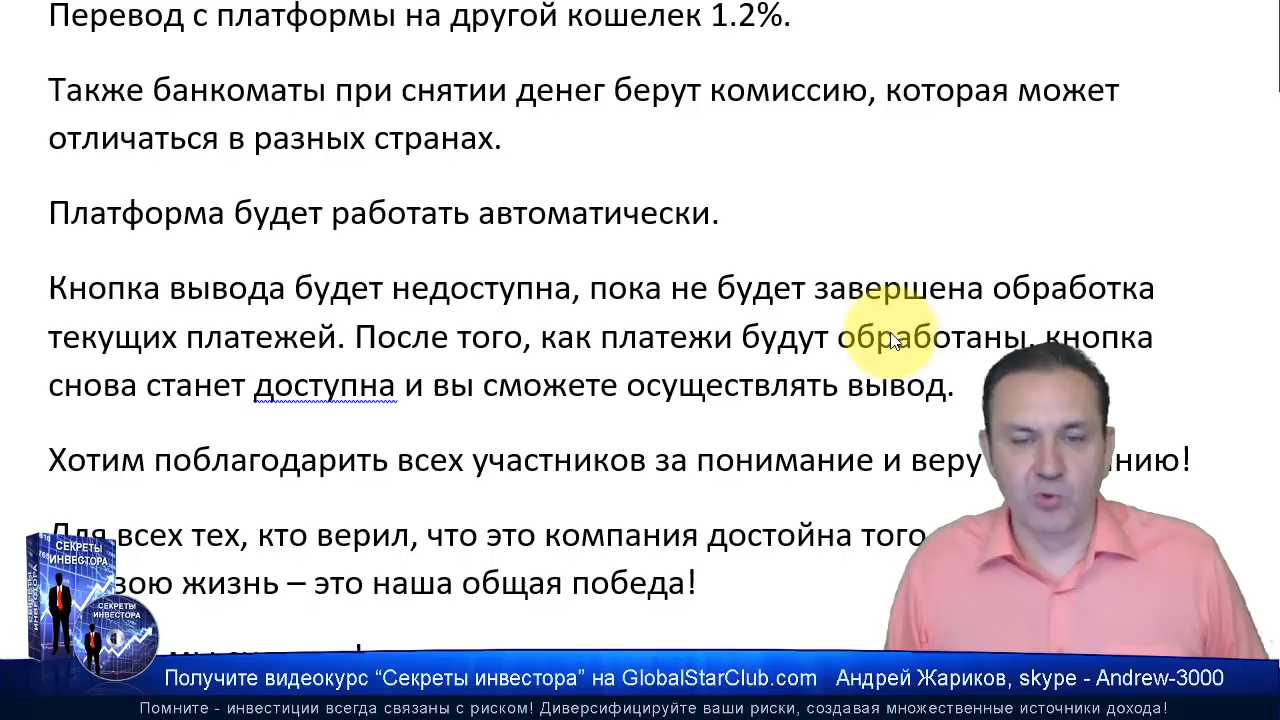 Перевод с платформы на другой кошелек 1.2%.
Также банкоматы при снятии денег берут комиссию, которая может
отличаться в разных странах.
Платформа будет работать автоматически.
Кнопка вывода будет недоступна, пока не будет завершена обработка
текущих платежей. После того, как платежи будут обработаны, кнопка
снова станет доступна и вы сможете осуществлять вывод.
Хотим поблагодарить всех участников за понимание и веру
Для всех тех, кто верил, что это компания достойна того
жизнь – это наша общая победа!
СЕКРЕТЫ
ИНВЕСТОРА
СЕКРЕТЫ
ИНВЕСТОРА
СЕКРЕТЫ
ИНВЕСТОРА
Получите видеокурс “Секреты инвестора” на GlobalStarClub.com Андрей Жариков, skype - Andrew-3000
Помните - инвестиции всегда связаны с риском! Диверсифицируйте ваши риски, создавая множественные источники дохода!